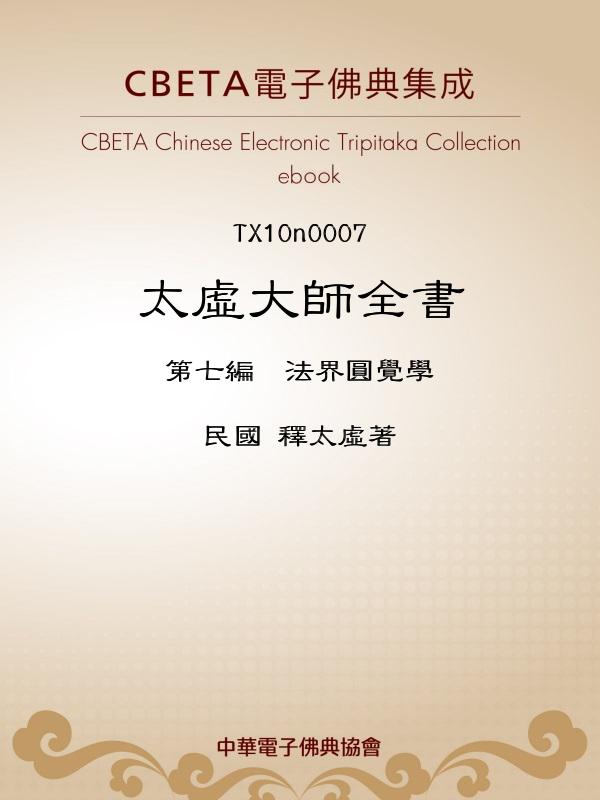 CBETA電子佛典集成
CBETA Chinese Electronic Tripitaka Collection
ebook
TX10n0007
太虛大師全書
第七編　法界圓覺學
民國 釋太虛著
中華電子佛典協會